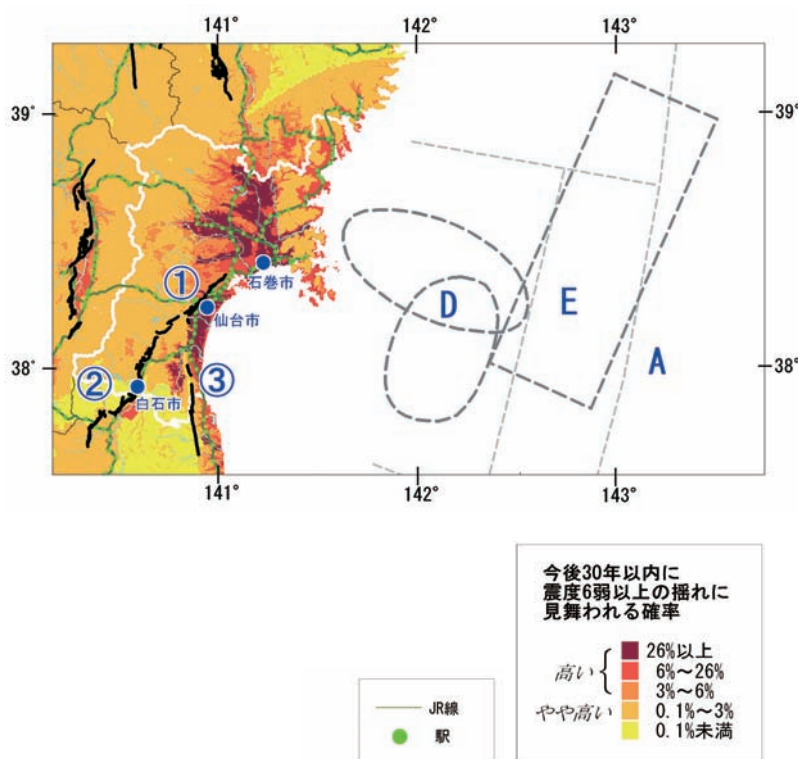 141°
142°
143°
39°
39°
①
石巻市
仙台市
D
E
A
38°
38°
②
③
白石市
141°
142°
143°
今後30年以内に
震度6弱以上の揺れに
見舞われる確率
高い
26%以上
6%～26%
3%～6%
やや高い
0.1%～3%
0.1%未満
JR線
駅